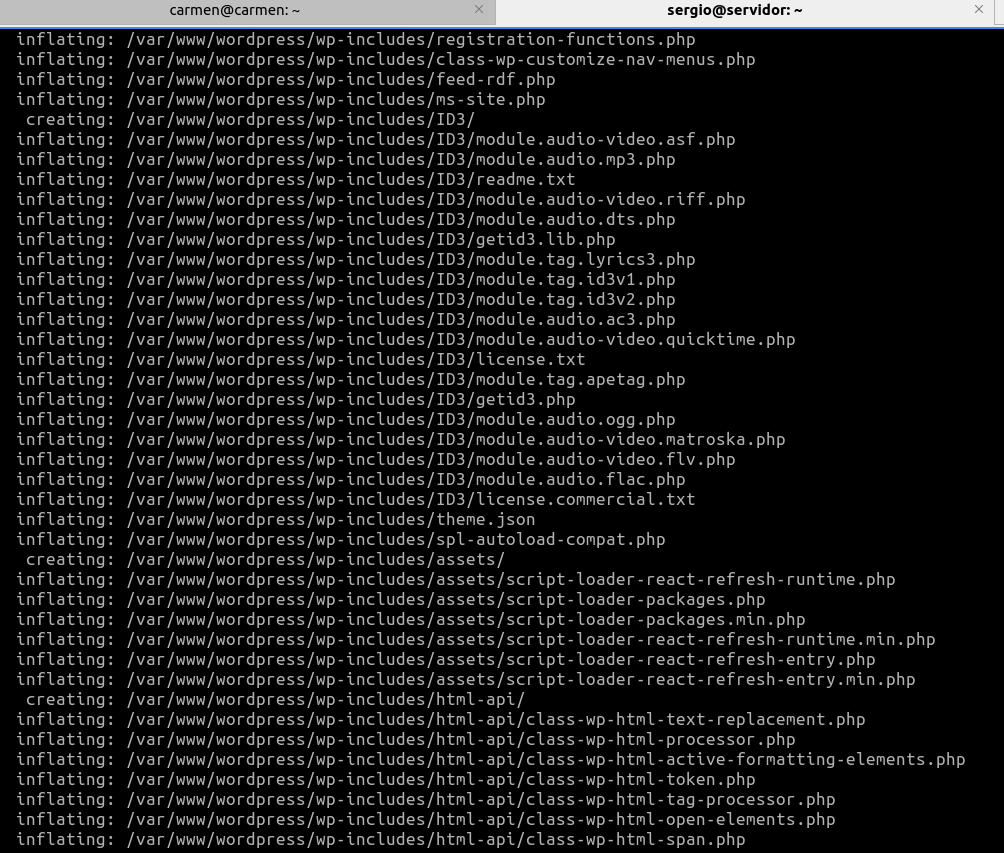 carmen@carmen: ~ ×
sergio@servidor: ~ ×
inflating: /var/www/wordpress/wp-includes/registration-functions.php
inflating: /var/www/wordpress/wp-includes/class-wp-customize-nav-menus.php
inflating: /var/www/wordpress/wp-includes/feed-rdf.php
inflating: /var/www/wordpress/wp-includes/ms-site.php
creating: /var/www/wordpress/wp-includes/ID3/
inflating: /var/www/wordpress/wp-includes/ID3/module.audio-video.asf.php
inflating: /var/www/wordpress/wp-includes/ID3/module.audio.mp3.php
inflating: /var/www/wordpress/wp-includes/ID3/readme.txt
inflating: /var/www/wordpress/wp-includes/ID3/module.audio-video.riff.php
inflating: /var/www/wordpress/wp-includes/ID3/module.audio.dts.php
inflating: /var/www/wordpress/wp-includes/ID3/getid3.lib.php
inflating: /var/www/wordpress/wp-includes/ID3/module.tag.lyrics3.php
inflating: /var/www/wordpress/wp-includes/ID3/module.tag.id3v1.php
inflating: /var/www/wordpress/wp-includes/ID3/module.tag.id3v2.php
inflating: /var/www/wordpress/wp-includes/ID3/module.audio.ac3.php
inflating: /var/www/wordpress/wp-includes/ID3/module.audio-video.quicktime.php
inflating: /var/www/wordpress/wp-includes/ID3/license.txt
inflating: /var/www/wordpress/wp-includes/ID3/module.tag.apetag.php
inflating: /var/www/wordpress/wp-includes/ID3/getid3.php
inflating: /var/www/wordpress/wp-includes/ID3/module.audio.ogg.php
inflating: /var/www/wordpress/wp-includes/ID3/module.audio-video.matroska.php
inflating: /var/www/wordpress/wp-includes/ID3/module.audio-video.flv.php
inflating: /var/www/wordpress/wp-includes/ID3/module.audio.flac.php
inflating: /var/www/wordpress/wp-includes/ID3/license.commercial.txt
inflating: /var/www/wordpress/wp-includes/theme.json
inflating: /var/www/wordpress/wp-includes/spl-autoload-compat.php
creating: /var/www/wordpress/wp-includes/assets/
inflating: /var/www/wordpress/wp-includes/assets/script-loader-react-refresh-runtime.php
inflating: /var/www/wordpress/wp-includes/assets/script-loader-packages.php
inflating: /var/www/wordpress/wp-includes/assets/script-loader-packages.min.php
inflating: /var/www/wordpress/wp-includes/assets/script-loader-react-refresh-runtime.min.php
inflating: /var/www/wordpress/wp-includes/assets/script-loader-react-refresh-entry.php
inflating: /var/www/wordpress/wp-includes/assets/script-loader-react-refresh-entry.min.php
creating: /var/www/wordpress/wp-includes/html-api/
inflating: /var/www/wordpress/wp-includes/html-api/class-wp-html-text-replacement.php
inflating: /var/www/wordpress/wp-includes/html-api/class-wp-html-processor.php
inflating: /var/www/wordpress/wp-includes/html-api/class-wp-html-active-formatting-elements.php
inflating: /var/www/wordpress/wp-includes/html-api/class-wp-html-token.php
inflating: /var/www/wordpress/wp-includes/html-api/class-wp-html-tag-processor.php
inflating: /var/www/wordpress/wp-includes/html-api/class-wp-html-open-elements.php
inflating: /var/www/wordpress/wp-includes/html-api/class-wp-html-span.php